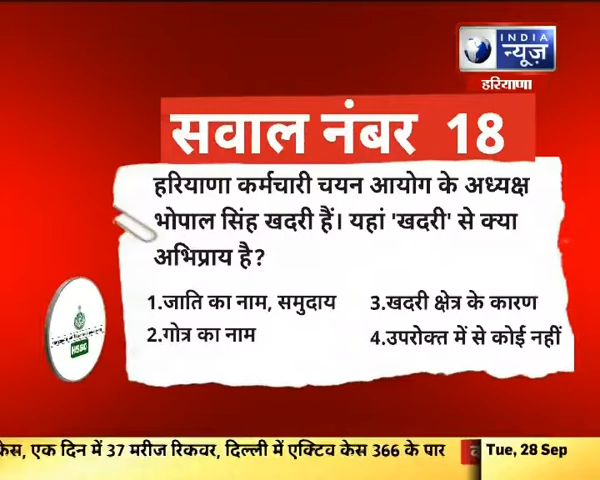 INDIA
न्यूज़
हरियाणा
सवाल नंबर 18
हरियाणा कर्मचारी चयन आयोग के अध्यक्ष
भोपाल सिंह खदरी हैं। यहां 'खदरी' से क्या
अभिप्राय है?
1.जाति का नाम, समुदाय
2.गोत्र का नाम
3.खदरी क्षेत्र के कारण
4.उपरोक्त में से कोई नहीं
HSSC
केस, एक दिन में 37 मरीज रिकवर, दिल्ली में एक्टिव केस 366 के पार
Tue, 28 Sep